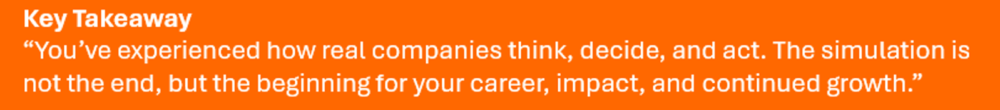 Key Takeaway
“You’ve experienced how real companies think, decide, and act. The simulation is
not the end, but the beginning for your career, impact, and continued growth.”